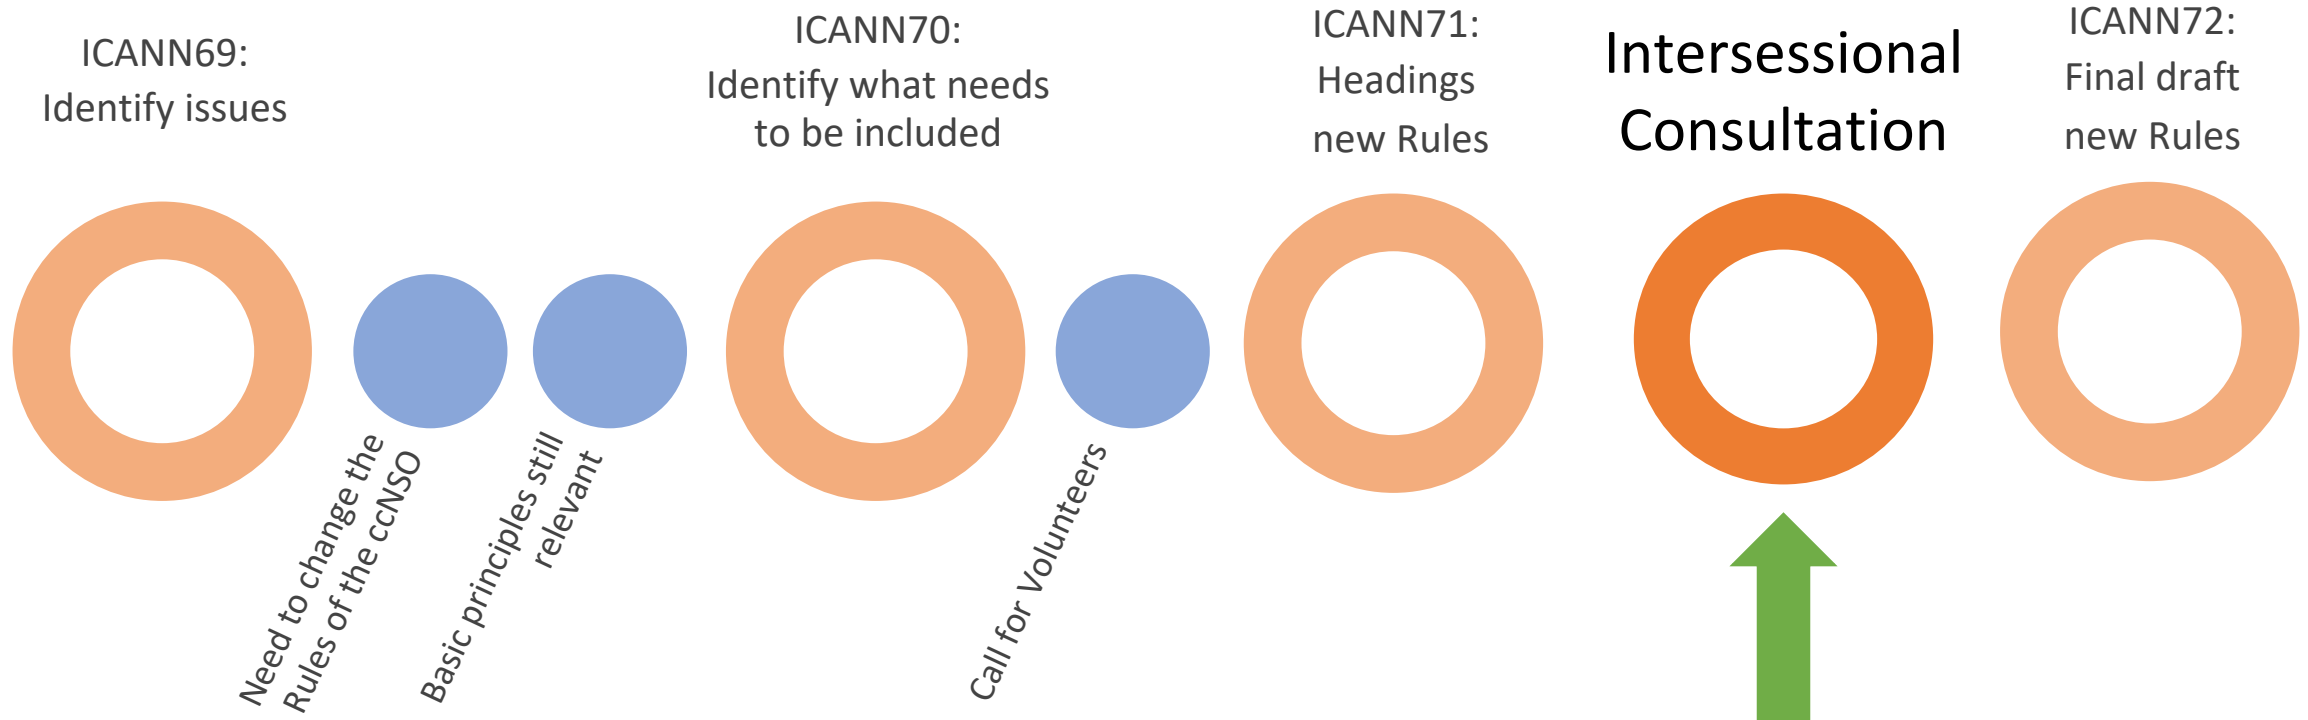 ICANN69:
Identify issues
Need to change the
Rules of the ccNSO
Basic principles still
relevant
ICANN70:
Identify what needs
to be included
Call for Volunteers
ICANN71:
Headings
new Rules
Intersessional
Consultation
ICANN72:
Final draft
new Rules